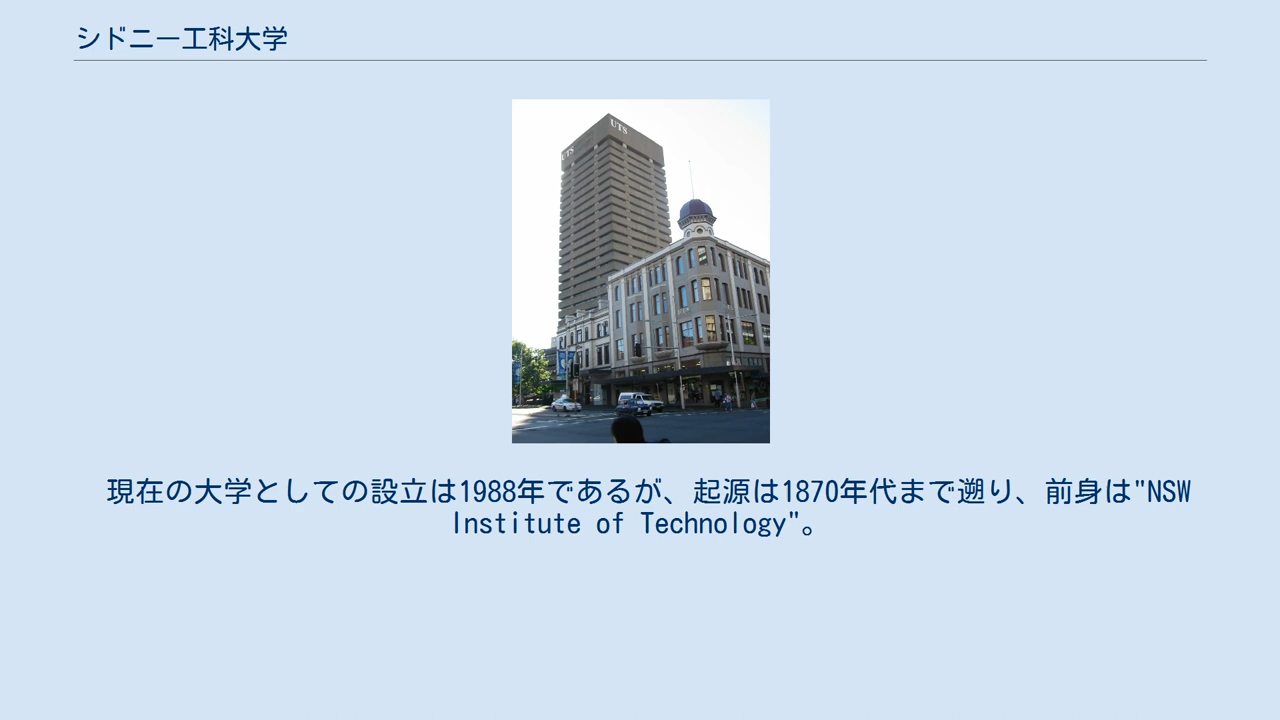 シドニー工科大学
UTS
UTS
現在の大学としての設立は1988年であるが、起源は1870年代まで遡り、前身は"NSW
Institute of Technology"。